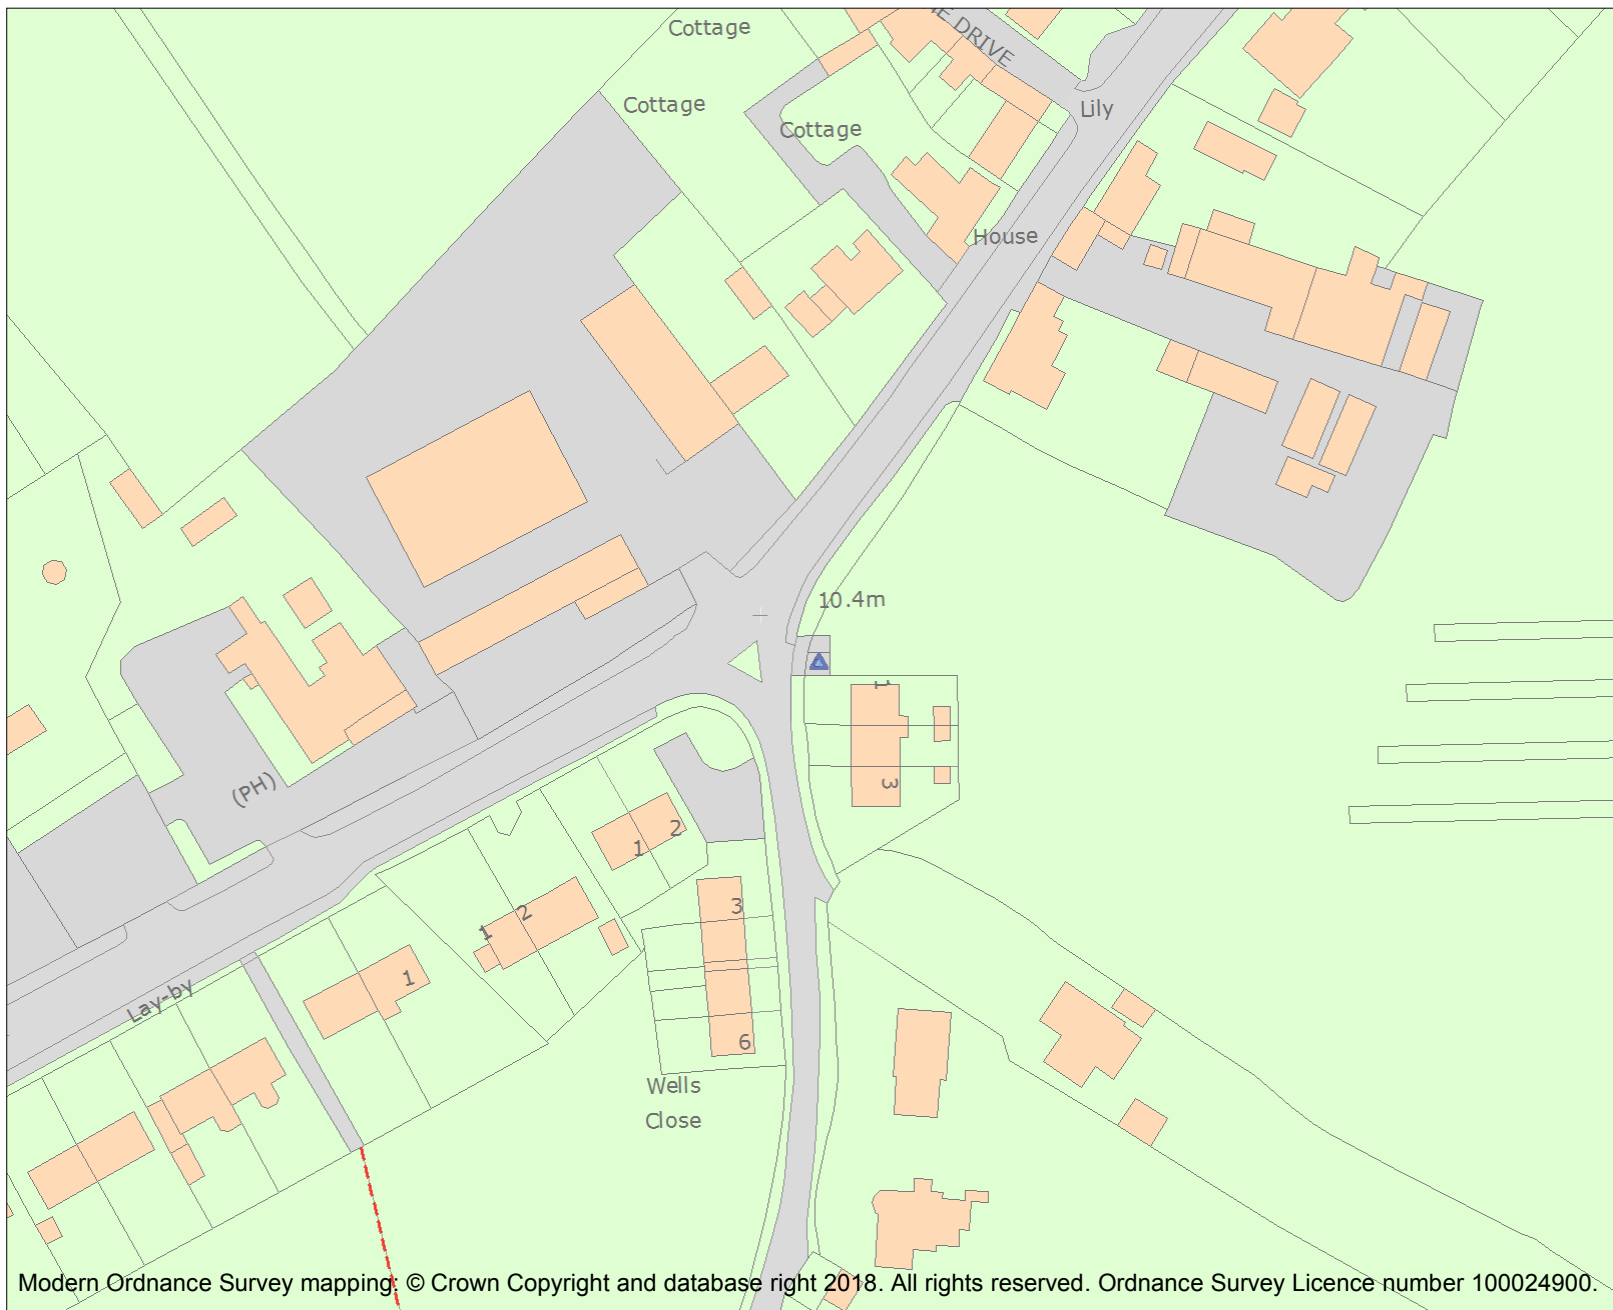 Cottage
Cottage
Cottage
DRIVE
Lily
House
10.4m
1
3
(PH)
2
1
2
1
3
1
Lay-by
6
Wells
Close
Modern Ordnance Survey mapping: © Crown Copyright and database right 2018. All rights reserved. Ordnance Survey Licence number 100024900.